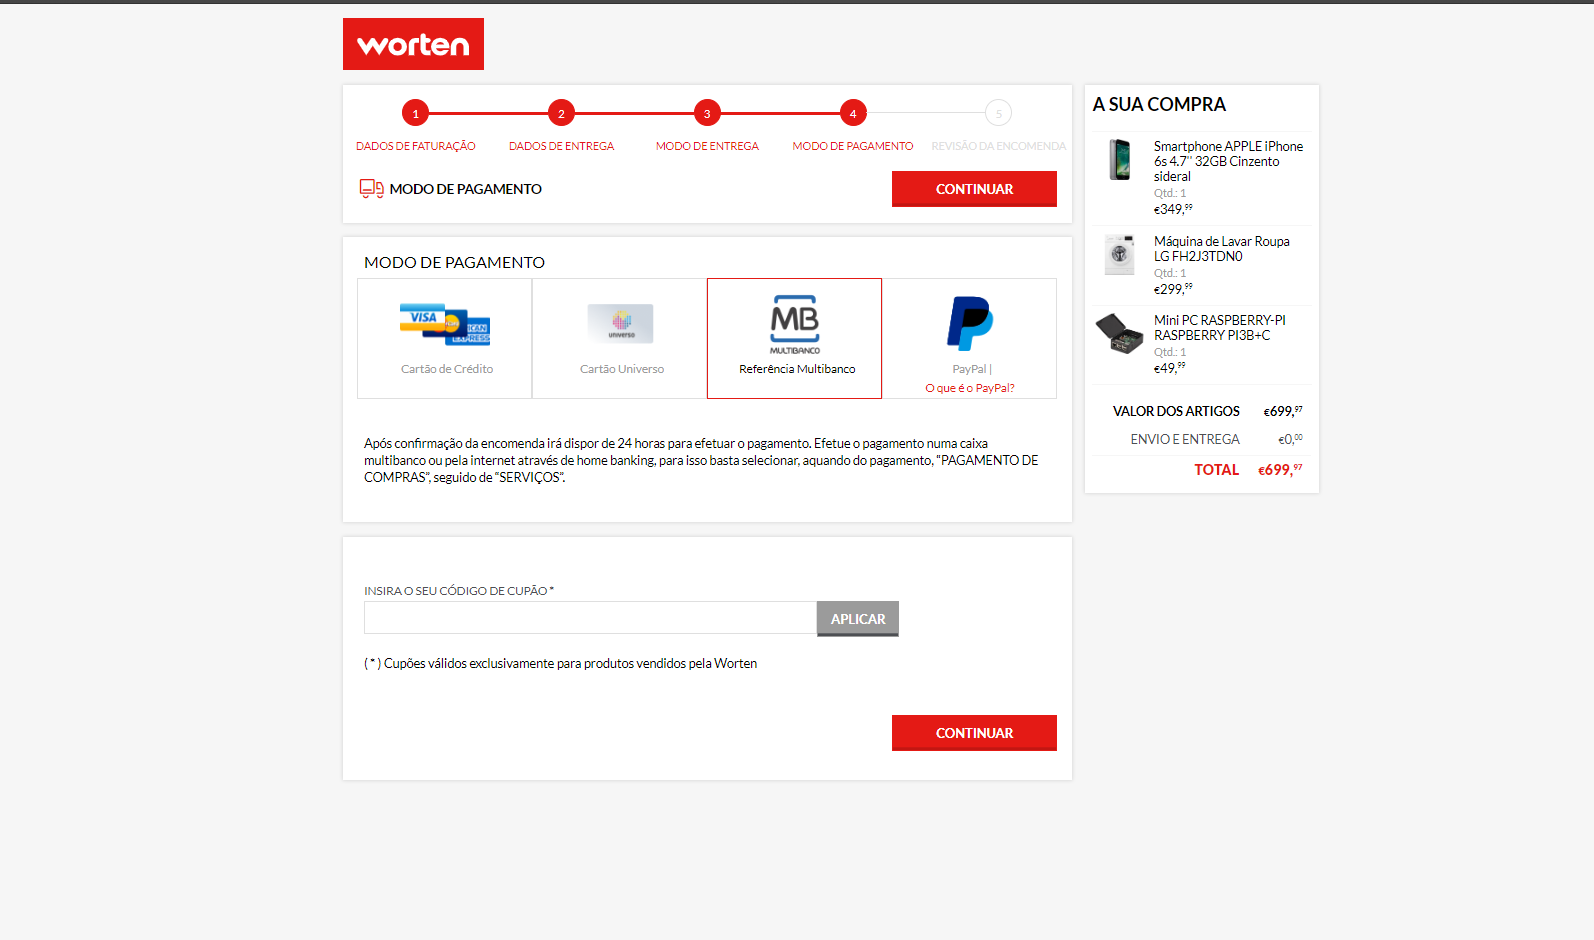 worten
1 2 3 4 5
DADOS DE FATURAÇÃO DADOS DE ENTREGA MODO DE ENTREGA MODO DE PAGAMENTO REVISÃO DA ENCOMENDA
MODO DE PAGAMENTO
CONTINUAR
MODO DE PAGAMENTO
VISA
AMERICAN
EXPRESS
Cartão de Crédito
universo
Cartão Universo
MB
MULTIBANCO
Referência Multibanco
PayPal |
O que é o PayPal?
Após confirmação da encomenda irá dispor de 24 horas para efetuar o pagamento. Efetue o pagamento numa caixa
multibanco ou pela internet através de home banking, para isso basta selecionar, aquando do pagamento, “PAGAMENTO DE
COMPRAS”, seguido de “SERVIÇOS”.
INSIRA O SEU CÓDIGO DE CUPÃO *
APLICAR
( * ) Cupões válidos exclusivamente para produtos vendidos pela Worten
CONTINUAR
A SUA COMPRA
Smartphone APPLE iPhone
6s 4.7'' 32GB Cinzento
sideral
Qtd.: 1
€349,99
Máquina de Lavar Roupa
LG FH2J3TDN0
Qtd.: 1
€299,99
Mini PC RASPBERRY-PI
RASPBERRY PI3B+C
Qtd.: 1
€49,99
VALOR DOS ARTIGOS €699,97
ENVIO E ENTREGA €0,00
TOTAL €699,97